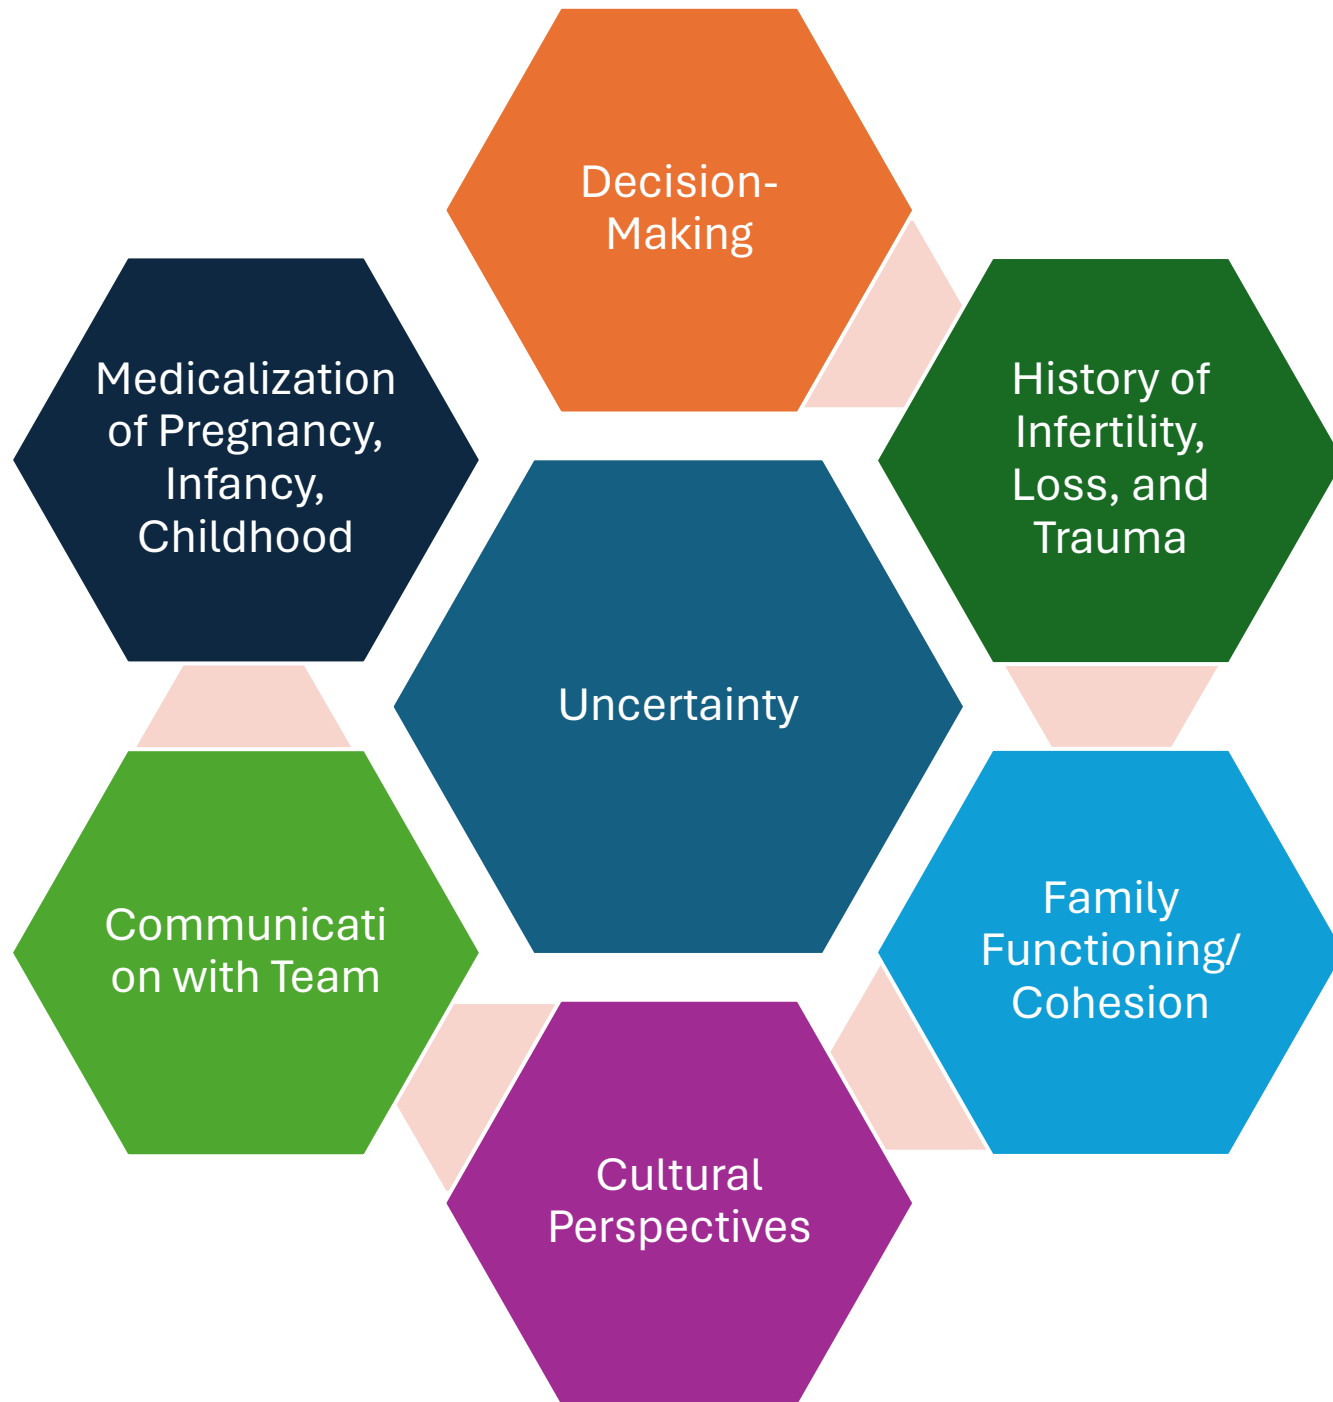 Decision-
Making
History of
Infertility,
Loss, and
Trauma
Family
Functioning/
Cohesion
Cultural
Perspectives
Communicati
on with Team
Medicalization
of Pregnancy,
Infancy,
Childhood
Uncertainty